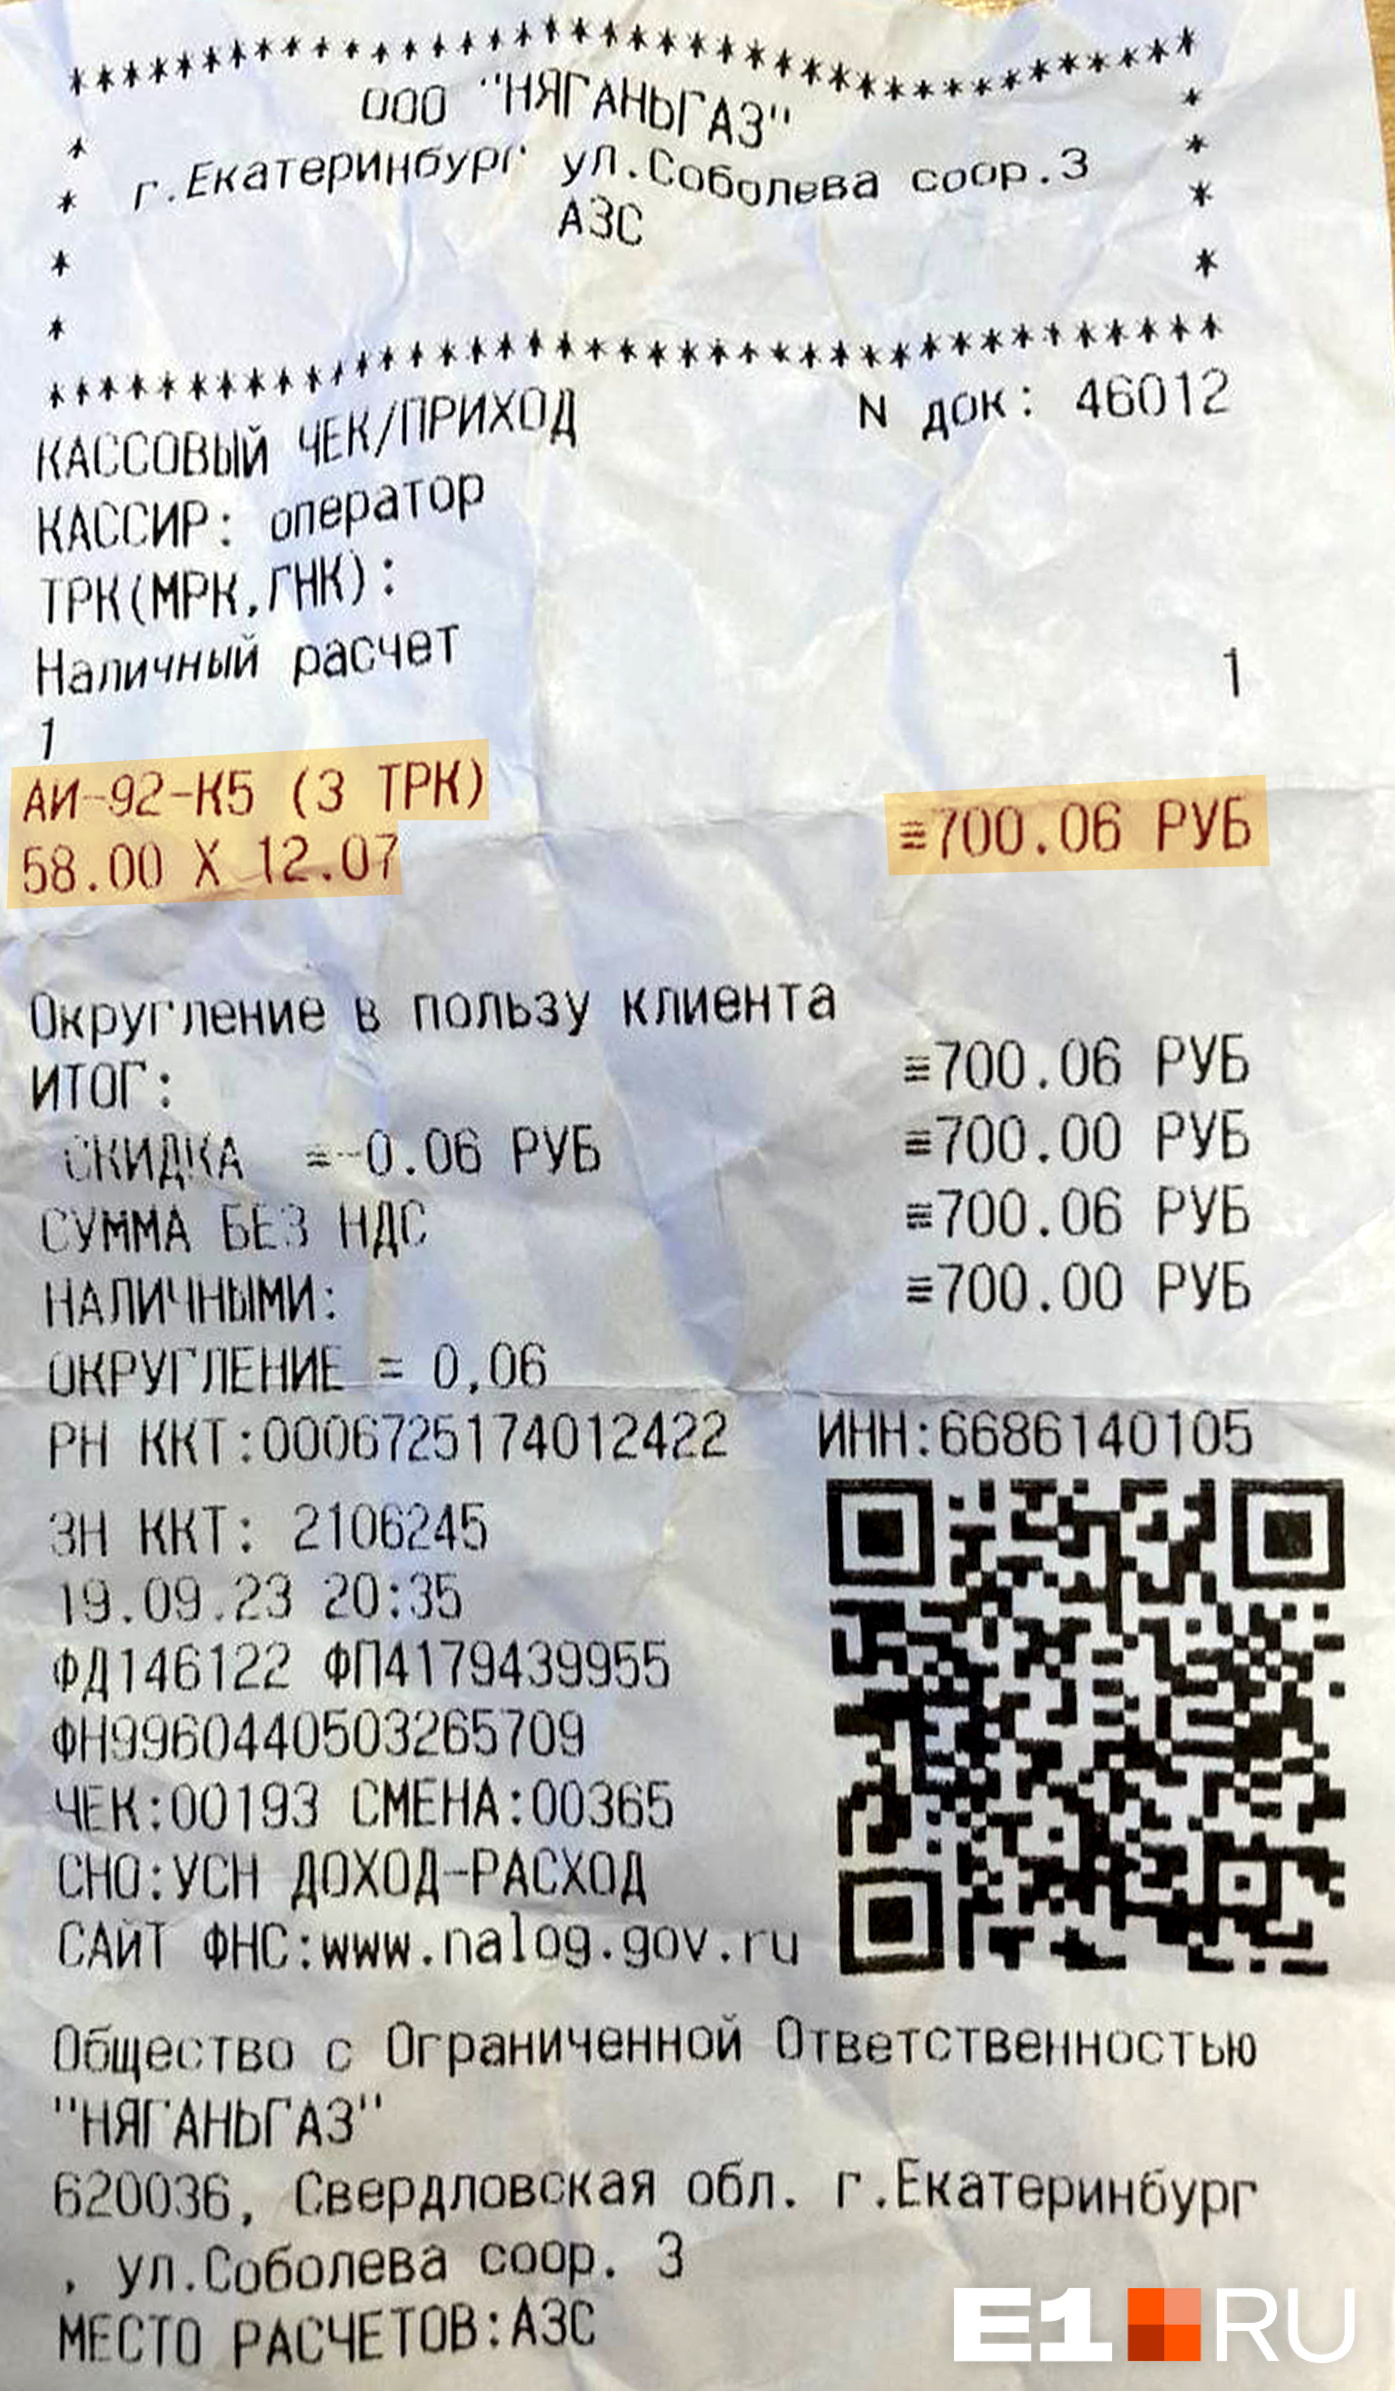 ****************************************
ООО "НЯГАНЬГАЗ"
* г.Екатеринбург ул.Соболева соор.3 *
* АЗС *
* *
* *
****************************************
КАССОВЫЙ ЧЕК/ПРИХОД N док: 46012
КАССИР: оператор
ТРК(МРК,ГНК):
Наличный расчет 1
1
АИ-92-К5 (3 ТРК)
58.00 X 12.07 ≡700.06 РУБ
Округление в пользу клиента
ИТОГ: ≡700.06 РУБ
СКИДКА =-0.06 РУБ ≡700.00 РУБ
СУММА БЕЗ НДС ≡700.06 РУБ
НАЛИЧНЫМИ: ≡700.00 РУБ
ОКРУГЛЕНИЕ = 0,06
РН ККТ:0006725174012422 ИНН:6686140105
ЗН ККТ: 2106245
19.09.23 20:35
ФД146122 ФП4179439955
ФН9960440503265709
ЧЕК:00193 СМЕНА:00365
СНО:УСН ДОХОД-РАСХОД
САЙТ ФНС:www.nalog.gov.ru
Общество с Ограниченной Ответственностью
"НЯГАНЬГАЗ"
620036, Свердловская обл. г.Екатеринбург
, ул.Соболева соор. 3
МЕСТО РАСЧЕТОВ:АЗС
E1 RU